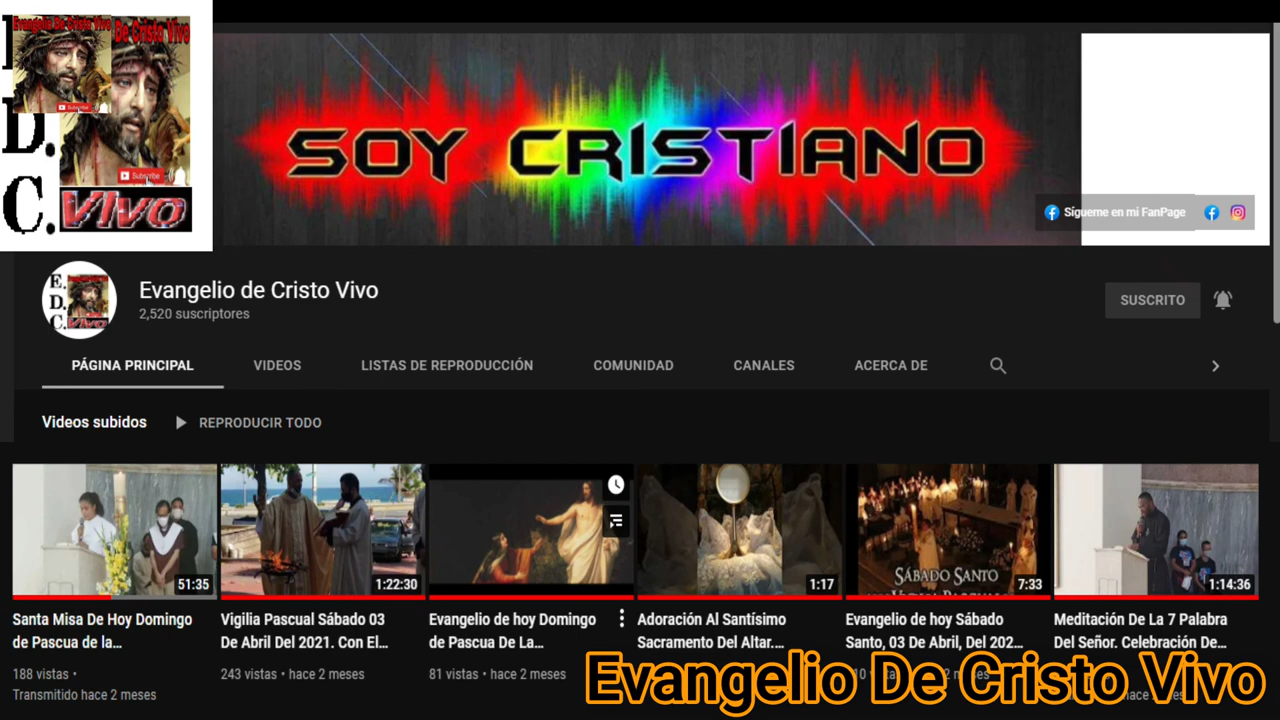 Evangelio De Cristo Vivo
De Cristo Vivo
Subscribe
Subscribe
D.
C. Vivo
SOY CRISTIANO
Sígueme en mi FanPage
E.
D.
C. Vivo
Evangelio de Cristo Vivo
2,520 suscriptores
SUSCRITO
PÁGINA PRINCIPAL VIDEOS LISTAS DE REPRODUCCIÓN COMUNIDAD CANALES ACERCA DE
Videos subidos REPRODUCIR TODO
51:35
1:22:30
1:17
SÁBADO SANTO
7:33
1:14:36
Santa Misa De Hoy Domingo
de Pascua de la...
188 vistas •
Transmitido hace 2 meses
Vigilia Pascual Sábado 03
De Abril Del 2021. Con El...
243 vistas • hace 2 meses
Evangelio de hoy Domingo
de Pascua De La...
81 vistas • hace 2 meses
Adoración Al Santísimo
Sacramento Del Altar....
Evangelio de hoy Sábado
Santo, 03 De Abril, Del 202...
Meditación De La 7 Palabra
Del Señor. Celebración De...
Evangelio De Cristo Vivo